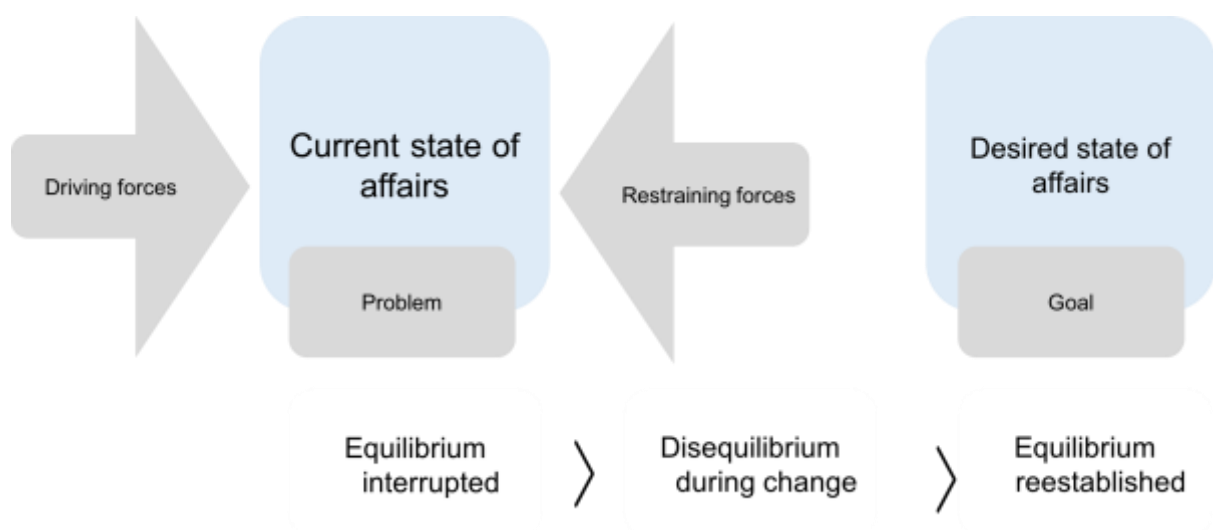 Driving forces
Current state of
affairs
Problem
Restraining forces
Desired state of
affairs
Goal
Equilibrium
interrupted
Disequilibrium
during change
Equilibrium
reestablished